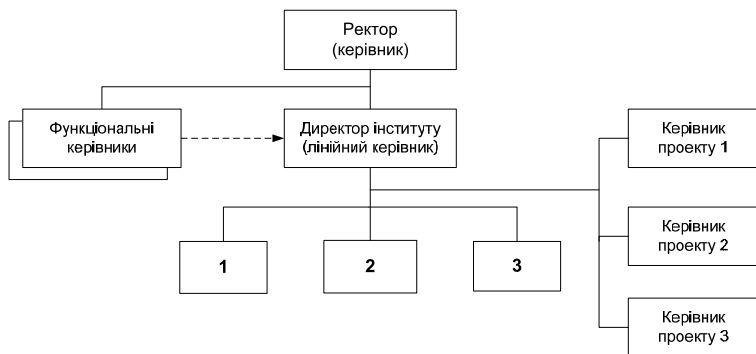 Ректор
(керівник)
Функціональні
керівники
Директор інституту
(лінійний керівник)
Керівник
проекту 1
1
2
3
Керівник
проекту 2
Керівник
проекту 3